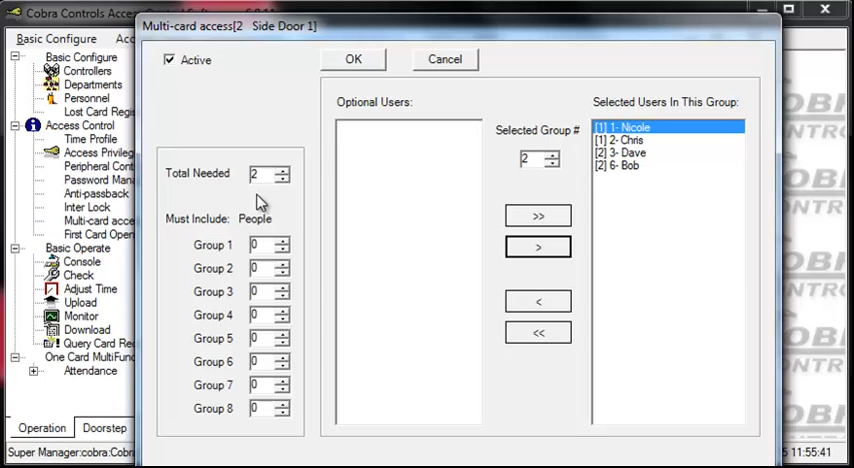 Cobra Controls Access
Multi-card access[2 Side Door 1]
Basic Configure
Basic Configure
Controllers
Departments
Personnel
Lost Card Regi
Access Control
Time Profile
Access Privileg
Peripheral Cont
Password Mana
Anti-passback
Inter Lock
Multi-card acce
First Card Open
Basic Operate
Console
Check
Adjust Time
Upload
Monitor
Download
Query Card Rec
One Card MultiFunc
Attendance
Operation
Doorstep
Super Manager:cobra:Cobra
Active
OK
Cancel
Total Needed 2
Must Include: People
Group 1 0
Group 2 0
Group 3 0
Group 4 0
Group 5 0
Group 6 0
Group 7 0
Group 8 0
Optional Users:
Selected Group #
2
>>
>
<
<<
Selected Users In This Group:
[1] 1- Nicole
[1] 2- Chris
[2] 3- Dave
[2] 6- Bob
5 11:55:41